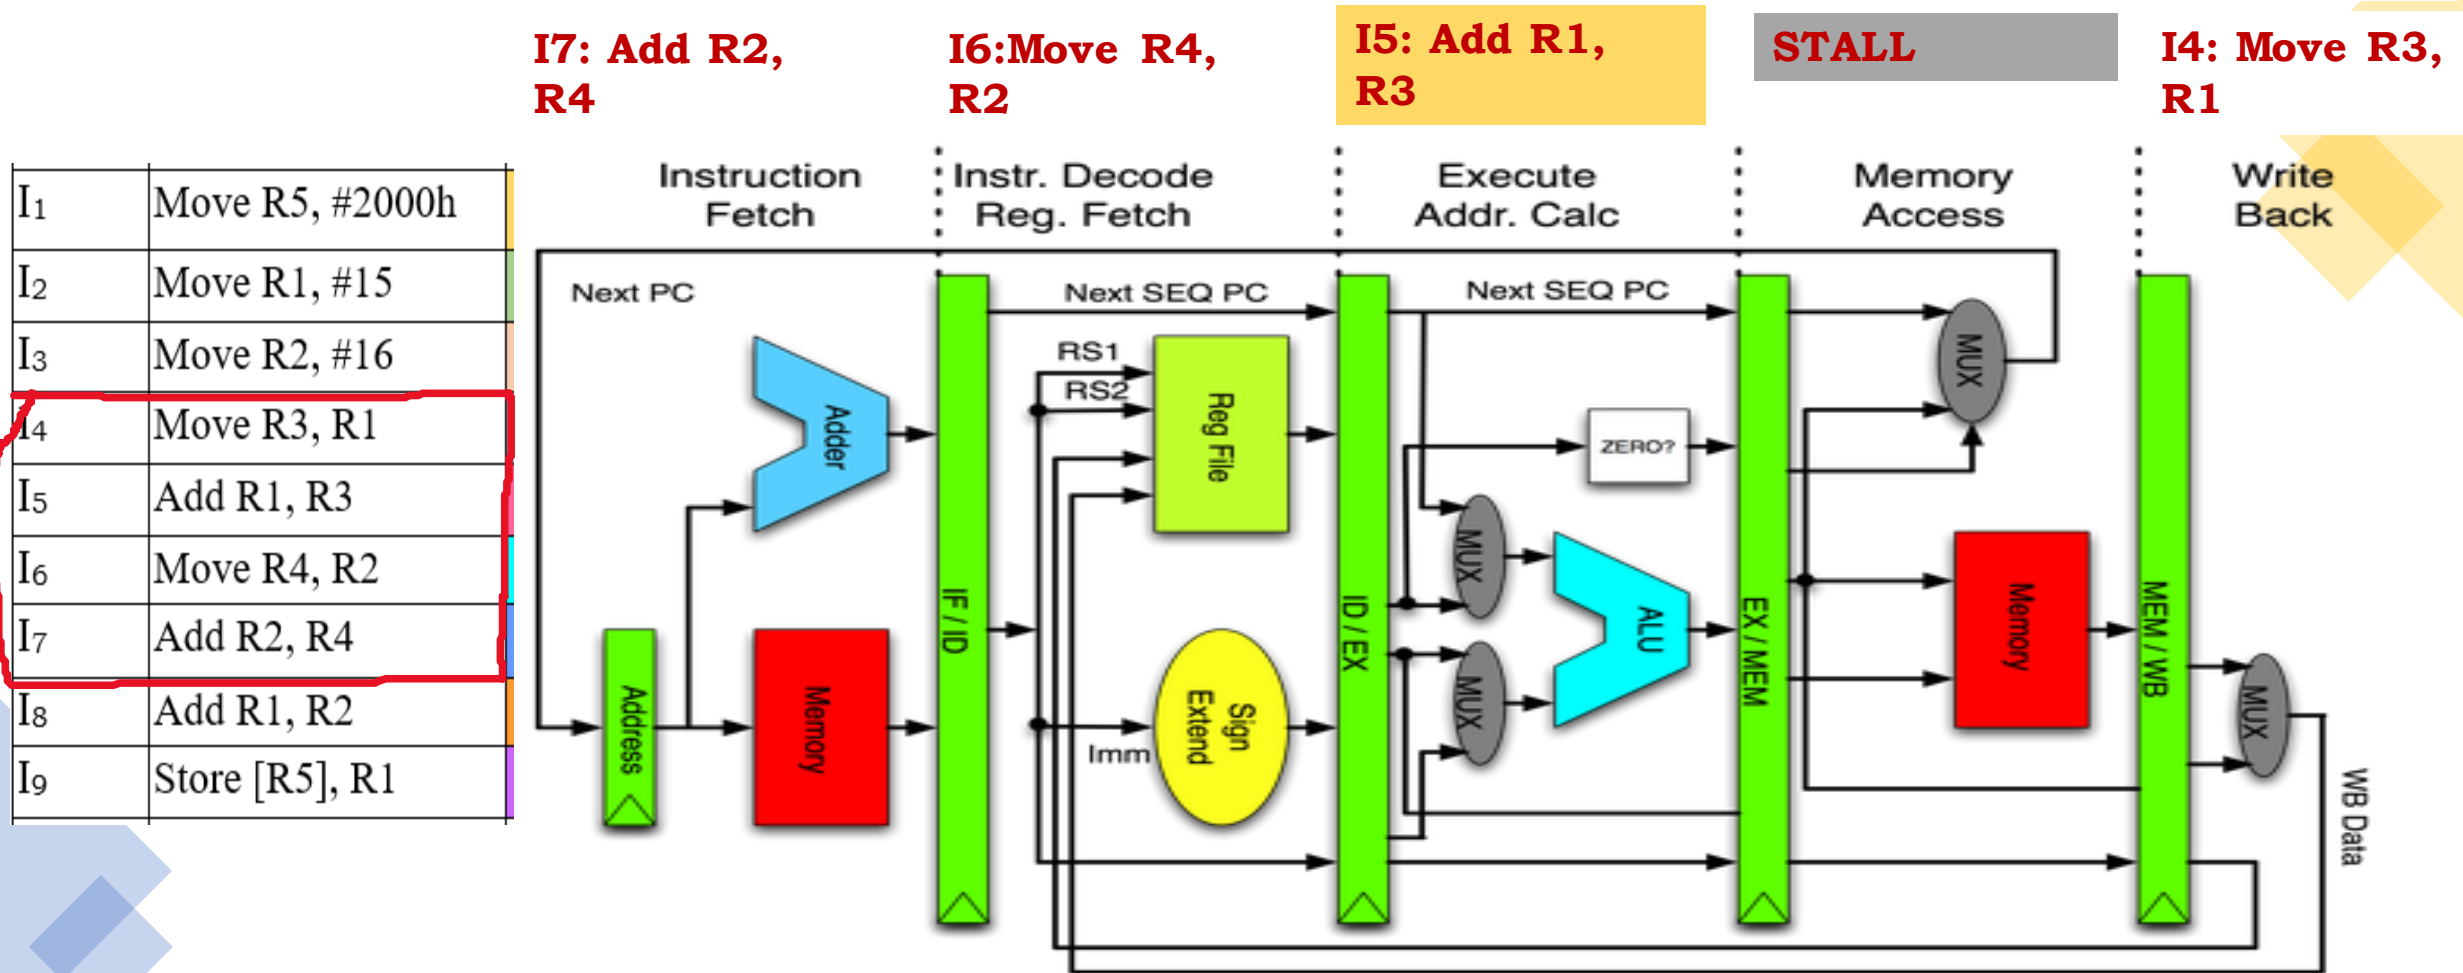 I7: Add R2,
R4
I6:Move R4,
R2
I5: Add R1,
R3
STALL
I4: Move R3,
R1
I1 Move R5, #2000h
I2 Move R1, #15
I3 Move R2, #16
I4 Move R3, R1
I5 Add R1, R3
I6 Move R4, R2
I7 Add R2, R4
I8 Add R1, R2
I9 Store [R5], R1
Instruction
Fetch
Instr. Decode
Reg. Fetch
Execute
Addr. Calc
Memory
Access
Write
Back
Next PC
Next SEQ PC
Next SEQ PC
RS1
RS2
Adder
Reg File
ZERO?
MUX
MUX
MUX
ALU
IF / ID
ID / EX
EX / MEM
MEM / WB
Address
Memory
Imm
Sign
Extend
Memory
MUX
WB Data